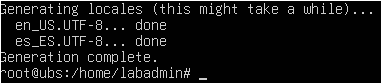 Generating locales (this might take a while)...
  en_US.UTF-8... done
  es_ES.UTF-8... done
Generation complete.
root@ubs:/home/labadmin# _